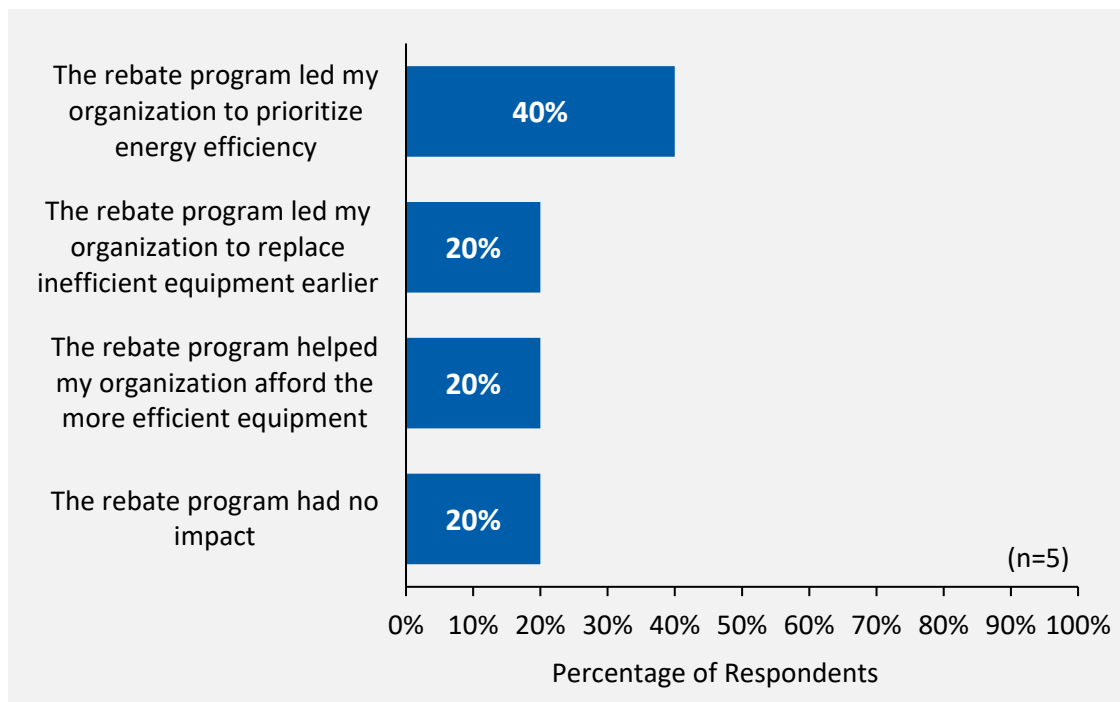 The rebate program led my
organization to prioritize
energy efficiency
40%
The rebate program led my
organization to replace
inefficient equipment earlier
20%
The rebate program helped
my organization afford the
more efficient equipment
20%
The rebate program had no
impact
20%
(n=5)
0% 10% 20% 30% 40% 50% 60% 70% 80% 90% 100%
Percentage of Respondents